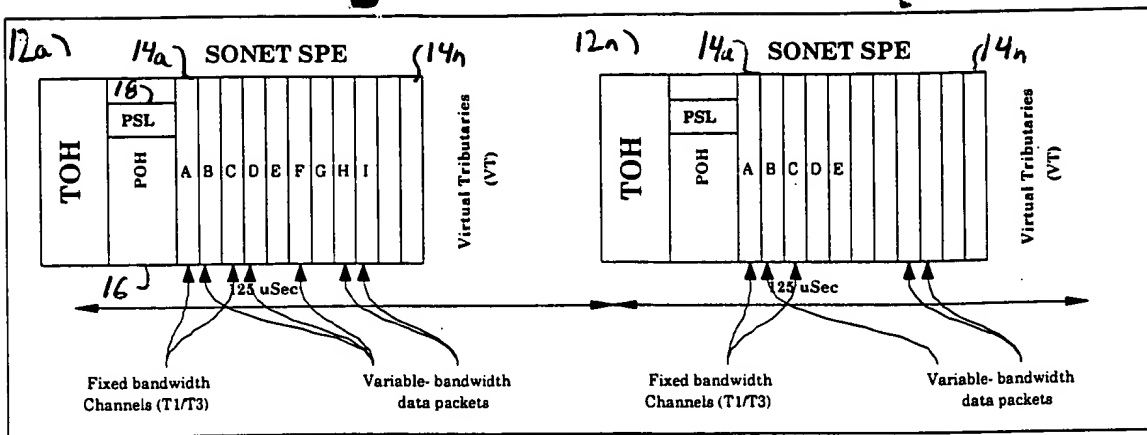 12a
14a
SONET SPE
14n
TOH
18
PSL
POH
A B C D E F G H I
Virtual Tributaries
(VT)
16
125 uSec
Fixed bandwidth
Channels (T1/T3)
Variable- bandwidth
data packets
12n
14a
SONET SPE
14n
TOH
PSL
POH
A B C D E
Virtual Tributaries
(VT)
125 uSec
Fixed bandwidth
Channels (T1/T3)
Variable- bandwidth
data packets